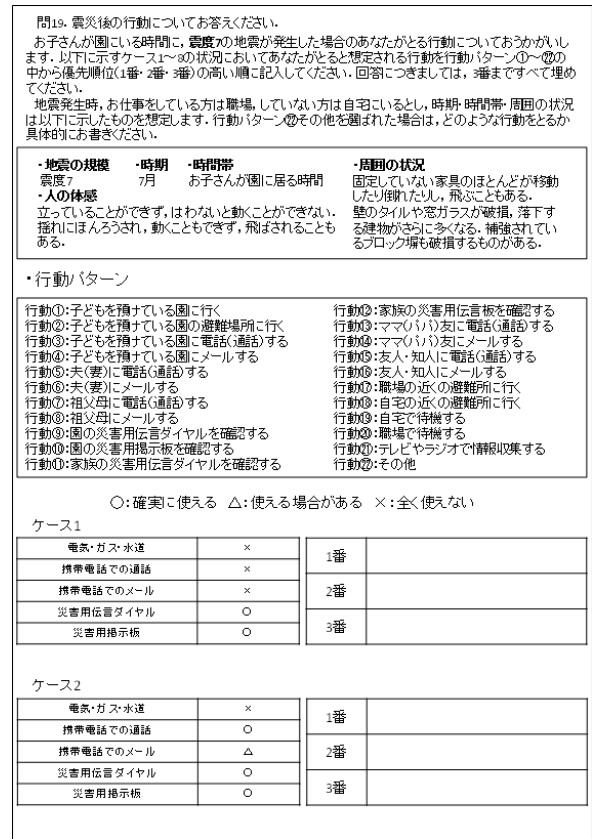 問19. 震災後の行動についてお答えください.
お子さんが園にいる時間に, 震度7の地震が発生した場合のあなたがとる行動についておうかがいし
ます. 以下に示すケース1～8の状況においてあなたがとると想定される行動を行動パターン①～㉒の
中から優先順位(1番・2番・3番)の高い順に記入してください. 回答につきましては, 3番まですべて埋め
てください.
地震発生時, お仕事をしている方は職場, していない方は自宅にいるとし, 時期・時間帯・周囲の状況
は以下に示したものを想定します. 行動パターン㉒その他を選ばれた場合は, どのような行動をとるか
具体的にお書きください.
・地震の規模 ・時期 ・時間帯
震度7 7月 お子さんが園に居る時間
・人の体感
立っていることができず, はわないと動くことができない.
揺れにほんろうされ, 動くこともできず, 飛ばされることも
ある.
・周囲の状況
固定していない家具のほとんどが移動
したり倒れたりし, 飛ぶこともある.
壁のタイルや窓ガラスが破損, 落下す
る建物がさらに多くなる. 補強されてい
るブロック塀も破損するものがある.
・行動パターン
行動①:子どもを預けている園に行く
行動②:子どもを預けている園の避難場所に行く
行動③:子どもを預けている園に電話(通話)する
行動④:子どもを預けている園にメールする
行動⑤:夫(妻)に電話(通話)する
行動⑥:夫(妻)にメールする
行動⑦:祖父母に電話(通話)する
行動⑧:祖父母にメールする
行動⑨:園の災害用伝言ダイヤルを確認する
行動⑩:園の災害用掲示板を確認する
行動⑪:家族の災害用伝言ダイヤルを確認する
行動⑫:家族の災害用伝言板を確認する
行動⑬:ママ(パパ)友に電話(通話)する
行動⑭:ママ(パパ)友にメールする
行動⑮:友人・知人に電話(通話)する
行動⑯:友人・知人にメールする
行動⑰:職場の近くの避難所に行く
行動⑱:自宅の近くの避難所に行く
行動⑲:自宅で待機する
行動⑳:職場で待機する
行動㉑:テレビやラジオで情報収集する
行動㉒:その他
○:確実に使える △:使える場合がある ×:全く使えない
ケース1
電気・ガス・水道 ×
携帯電話での通話 ×
携帯電話でのメール ×
災害用伝言ダイヤル ○
災害用掲示板 ○
1番
2番
3番
ケース2
電気・ガス・水道 ×
携帯電話での通話 ○
携帯電話でのメール △
災害用伝言ダイヤル ○
災害用掲示板 ○
1番
2番
3番